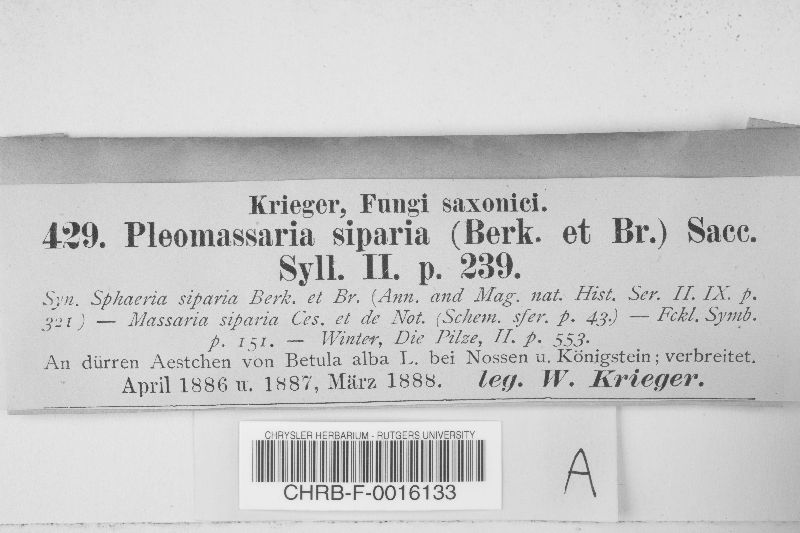 Krieger, Fungi saxonici.
429. Pleomassaria siparia (Berk. et Br.) Sacc.
Syll. II. p. 239.
Syn. Sphaeria siparia Berk. et Br. (Ann. and Mag. nat. Hist. Ser. II. IX. p.
321) — Massaria siparia Ces. et de Not. (Schem. sfer. p. 43.) — Fckl. Symb.
p. 151. — Winter, Die Pilze, II. p. 553.
An dürren Aestchen von Betula alba L. bei Nossen u. Königstein; verbreitet.
April 1886 u. 1887, März 1888. leg. W. Krieger.
CHRYSLER HERBARIUM - RUTGERS UNIVERSITY
CHRB-F-0016133
A